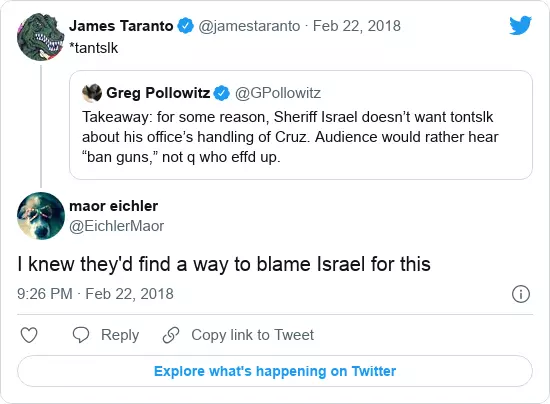 James Taranto @jamestaranto · Feb 22, 2018
*tantslk
Greg Pollowitz @GPollowitz
Takeaway: for some reason, Sheriff Israel doesn’t want tontslk
about his office’s handling of Cruz. Audience would rather hear
“ban guns,” not q who effd up.
maor eichler
@EichlerMaor
I knew they'd find a way to blame Israel for this
9:26 PM · Feb 22, 2018
Reply Copy link to Tweet
Explore what's happening on Twitter